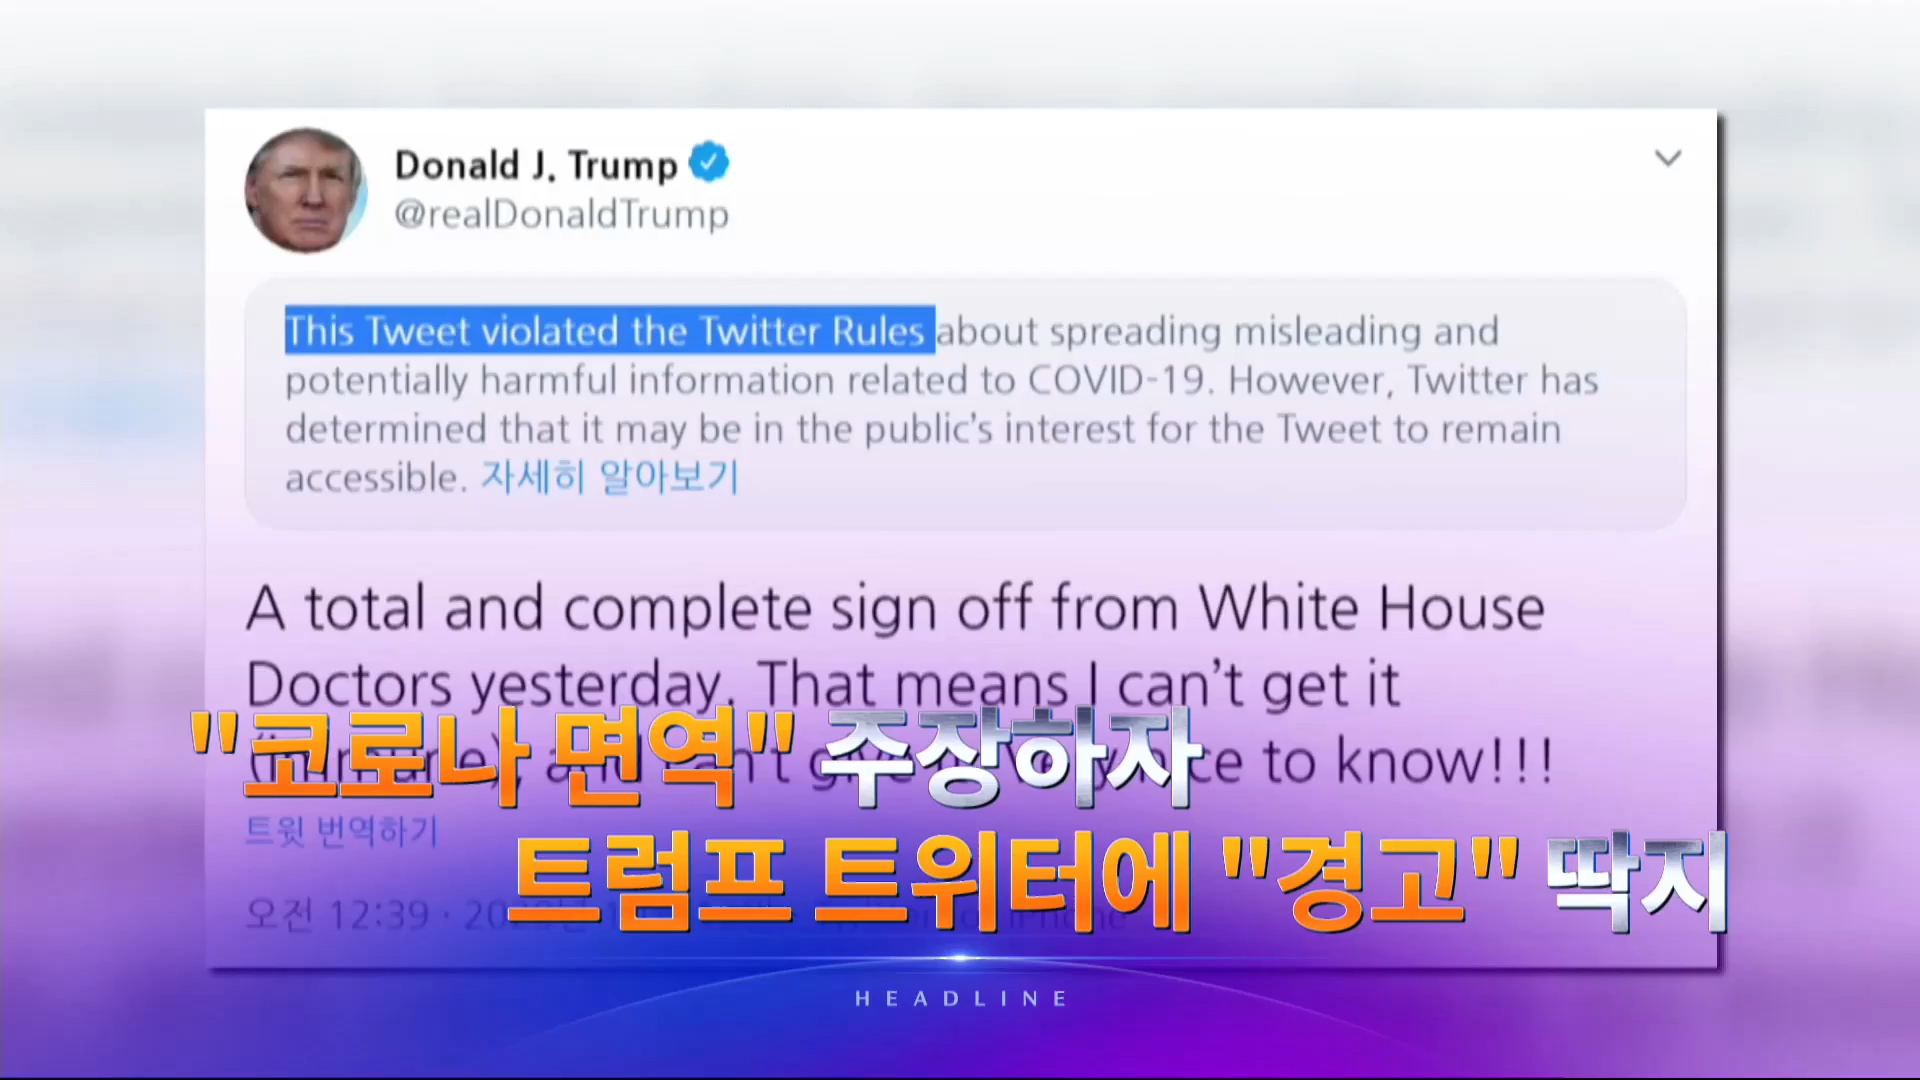 Donald J. Trump
@realDonaldTrump
This Tweet violated the Twitter Rules about spreading misleading and
potentially harmful information related to COVID-19. However, Twitter has
determined that it may be in the public's interest for the Tweet to remain
accessible. 자세히 알아보기
A total and complete sign off from White House
Doctors yesterday. That means I can't get it
to know!!!
"코로나 면역" 주장하자
트윗 번역하기
트럼프 트위터에 "경고" 딱지
오전 12:39
HEADLINE